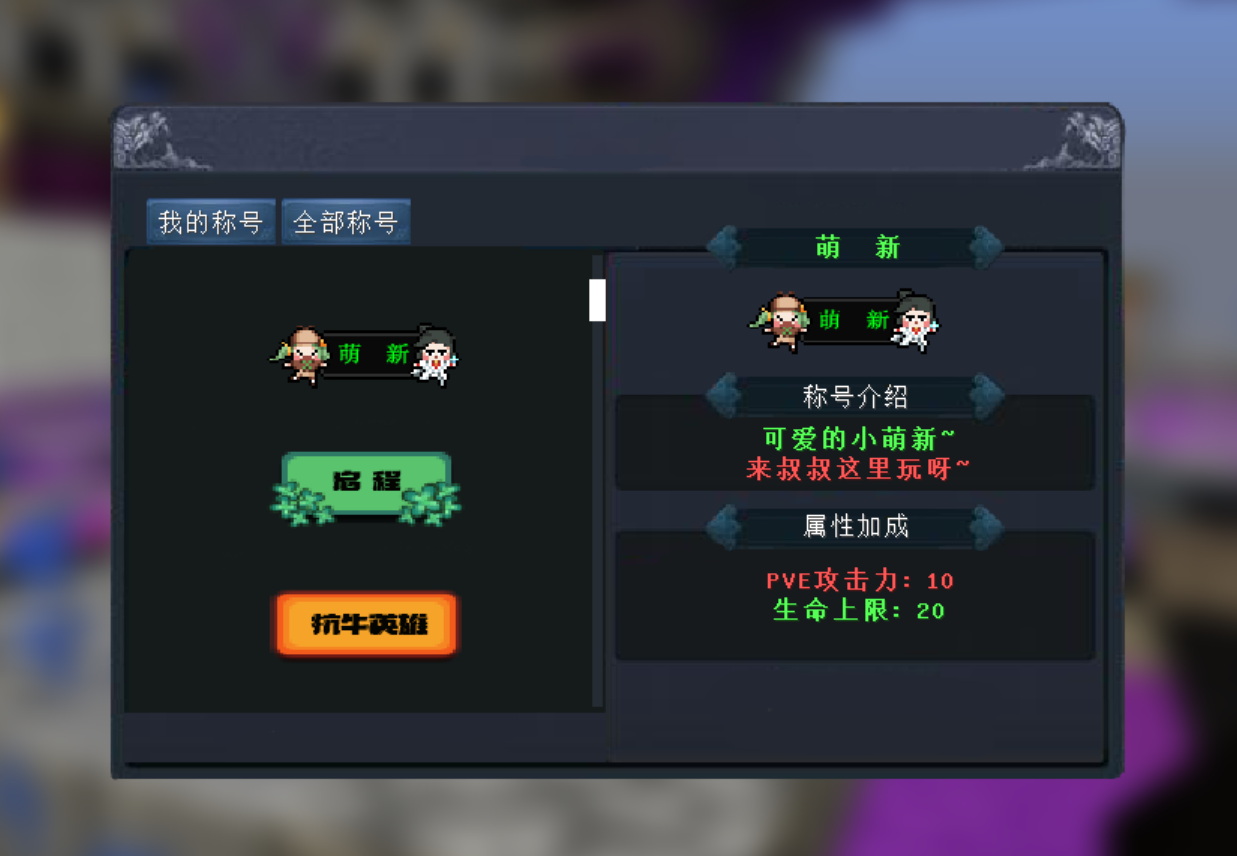 我的称号 全部称号
萌 新
启 程
抗牛英雄
萌 新
萌 新
称号介绍
可爱的小萌新~
来叔叔这里玩呀~
属性加成
PVE攻击力: 10
生命上限: 20